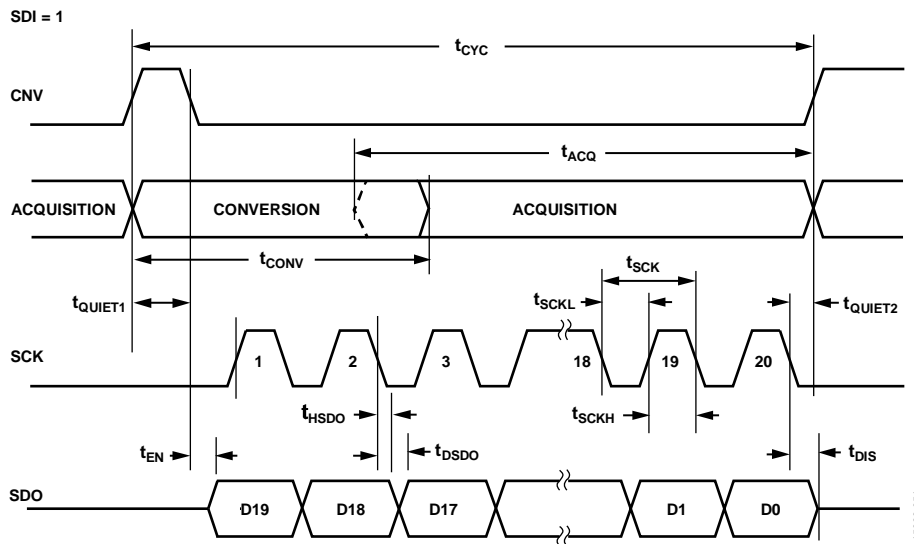 SDI = 1
tCYC
CNV
tACQ
ACQUISITION CONVERSION ACQUISITION
tCONV tSCK
tQUIET1 tSCKL tQUIET2
SCK 1 2 3 18 19 20
tHSDO tSCKH
tEN tDSDO tDIS
SDO D19 D18 D17 D1 D0